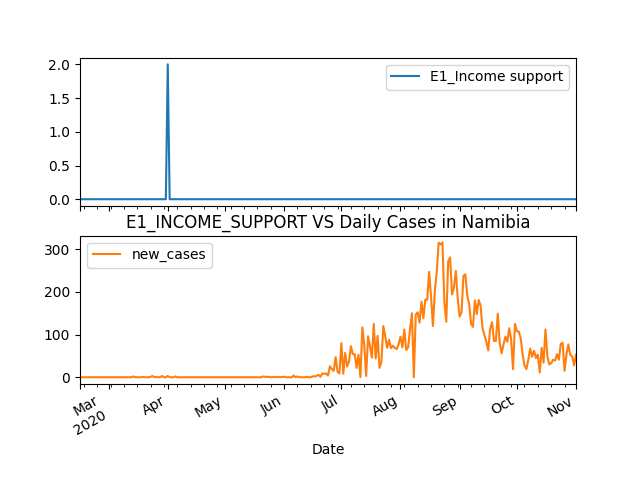 2.0
E1_Income support
1.5
1.0
0.5
0.0
E1_INCOME_SUPPORT VS Daily Cases in Namibia
300
new_cases
200
100
0
Mar
2020
Apr
May
Jun
Jul
Aug
Sep
Oct
Nov
Date